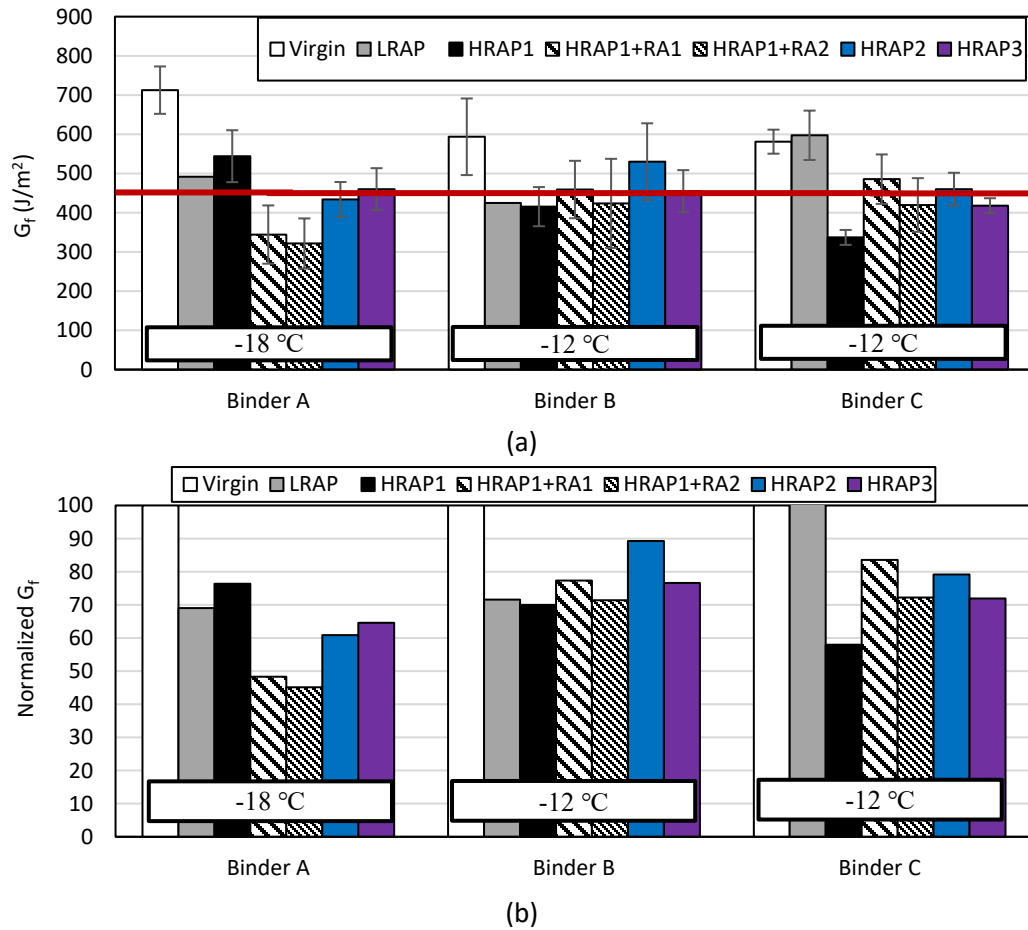 900
800
700
600
500
400
300
200
100
0
G_f (J/m²)
Virgin LRAP HRAP1 HRAP1+RA1 HRAP1+RA2 HRAP2 HRAP3
-18 ℃ -12 ℃ -12 ℃
Binder A Binder B Binder C
(a)
100
90
80
70
60
50
40
30
20
10
0
Normalized G_f
Virgin LRAP HRAP1 HRAP1+RA1 HRAP1+RA2 HRAP2 HRAP3
-18 ℃ -12 ℃ -12 ℃
Binder A Binder B Binder C
(b)